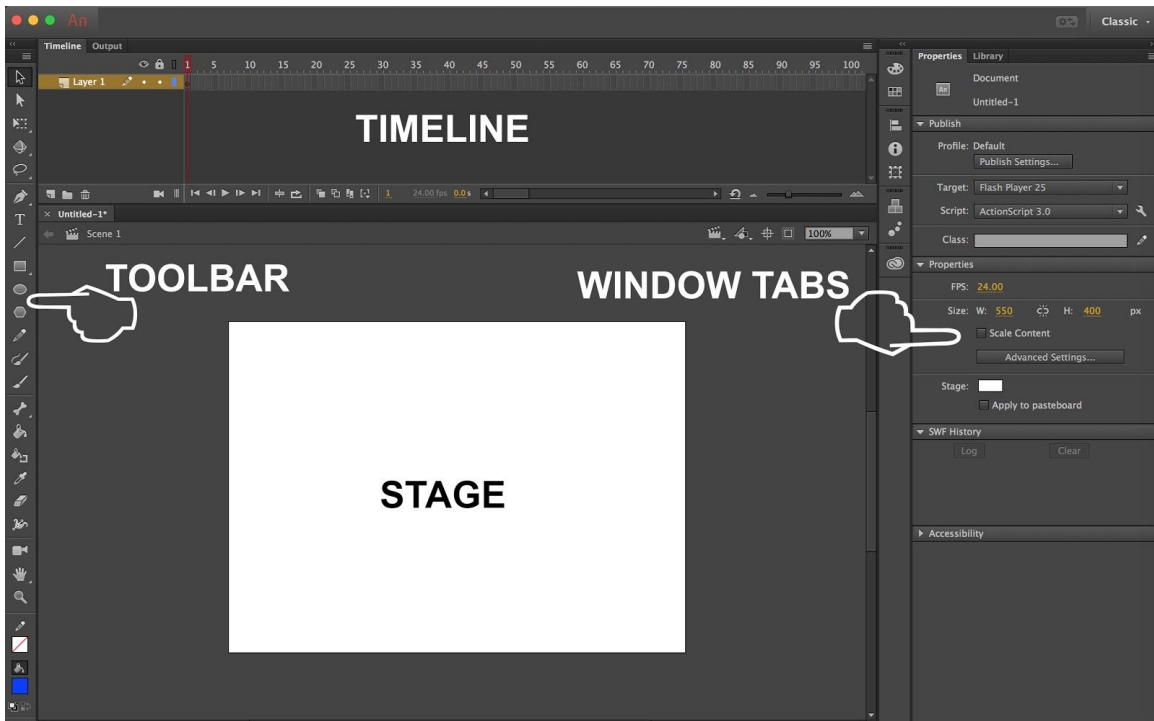 An
Classic
Timeline Output
1 5 10 15 20 25 30 35 40 45 50 55 60 65 70 75 80 85 90 95 100
Layer 1
TIMELINE
1 24.00 fps 0.0 s
Untitled-1*
Scene 1
100%
TOOLBAR
WINDOW TABS
STAGE
T
Properties Library
Document
An
Untitled-1
Publish
Profile: Default
Publish Settings...
Target: Flash Player 25
Script: ActionScript 3.0
Class:
Properties
FPS: 24.00
Size: W: 550 H: 400 px
Scale Content
Advanced Settings...
Stage:
Apply to pasteboard
SWF History
Log Clear
Accessibility